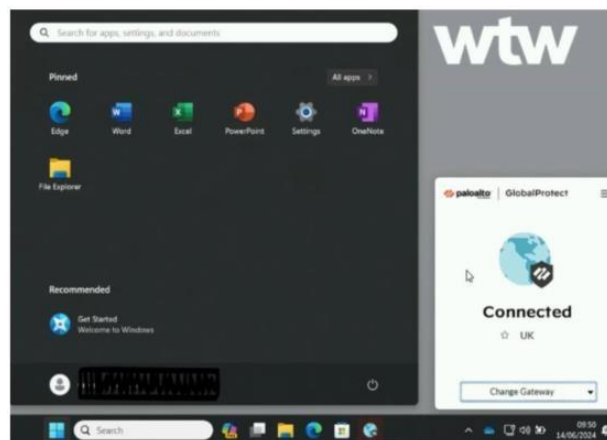 Search for apps, settings, and documents
wtw
Pinned
All apps >
Edge
Word
Excel
PowerPoint
Settings
OneNote
File Explorer
paloalto
GlobalProtect
Connected
UK
Change Gateway
Recommended
Get Started
Welcome to Windows
Search
09:50
14/06/2024